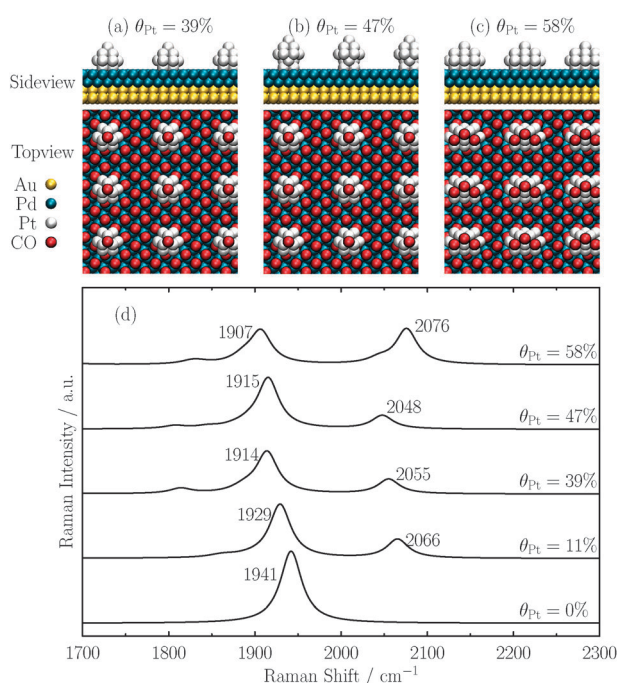 (a) θPt = 39%
(b) θPt = 47%
(c) θPt = 58%
Sideview
Topview
Au
Pd
Pt
CO
(d)
1907
2076
θPt = 58%
1915
2048
θPt = 47%
1914
2055
θPt = 39%
1929
2066
θPt = 11%
1941
θPt = 0%
Raman Intensity / a.u.
1700 1800 1900 2000 2100 2200 2300
Raman Shift / cm⁻¹